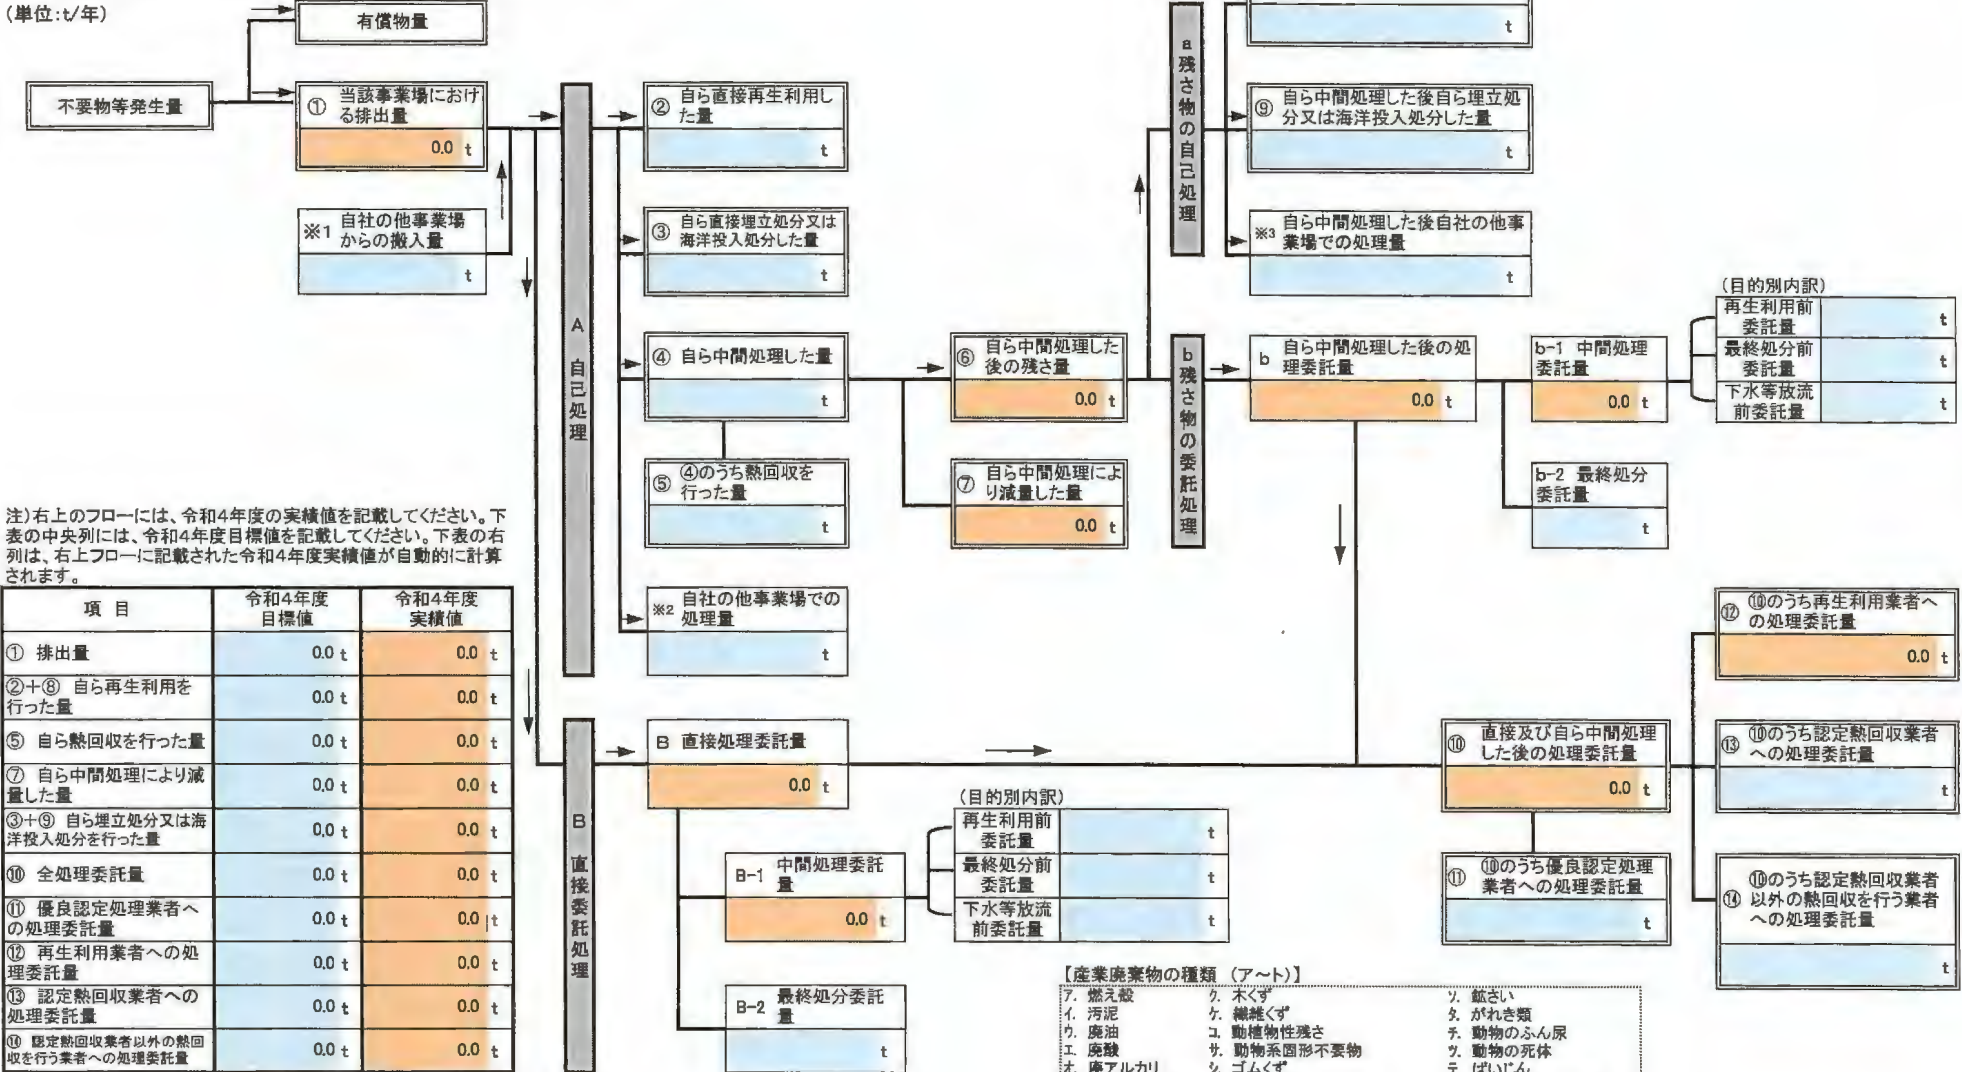 (単位:t/年)
有償物量
不要物等発生量
① 当該事業場におけ
る排出量
0.0 t
※1 自社の他事業場
からの搬入量
t
A 自己処理
② 自ら直接再生利用し
た量
t
③ 自ら直接埋立処分又は
海洋投入処分した量
t
④ 自ら中間処理した量
t
⑤ ④のうち熱回収を
行った量
t
※2 自社の他事業場での
処理量
t
⑥ 自ら中間処理した
後の残さ量
0.0 t
⑦ 自ら中間処理によ
り減量した量
0.0 t
a 残さ物の自己処理
t
⑨ 自ら中間処理した後自ら埋立処
分又は海洋投入処分した量
t
※3 自ら中間処理した後自社の他事
業場での処理量
t
b 残さ物の委託処理
b 自ら中間処理した後の処
理委託量
0.0 t
b-1 中間処理
委託量
0.0 t
b-2 最終処分
委託量
t
(目的別内訳)
再生利用前
委託量
t
最終処分前
委託量
t
下水等放流
前委託量
t
注)右上のフローには、令和4年度の実績値を記載してください。下
表の中央列には、令和4年度目標値を記載してください。下表の右
列は、右上フローに記載された令和4年度実績値が自動的に計算
されます。
項 目
令和4年度
目標値
令和4年度
実績値
① 排出量
0.0 t
0.0 t
②+⑧ 自ら再生利用を
行った量
0.0 t
0.0 t
⑤ 自ら熱回収を行った量
0.0 t
0.0 t
⑦ 自ら中間処理により減
量した量
0.0 t
0.0 t
③+⑨ 自ら埋立処分又は海
洋投入処分を行った量
0.0 t
0.0 t
⑩ 全処理委託量
0.0 t
0.0 t
⑪ 優良認定処理業者へ
の処理委託量
0.0 t
0.0 t
⑫ 再生利用業者への処
理委託量
0.0 t
0.0 t
⑬ 認定熱回収業者への
処理委託量
0.0 t
0.0 t
⑭ 認定熱回収業者以外の熱回
収を行う業者への処理委託量
0.0 t
0.0 t
B 直接委託処理
B 直接処理委託量
0.0 t
B-1 中間処理委託
量
0.0 t
B-2 最終処分委託
量
t
(目的別内訳)
再生利用前
委託量
t
最終処分前
委託量
t
下水等放流
前委託量
t
⑩ 直接及び自ら中間処理
した後の処理委託量
0.0 t
⑪ ⑩のうち優良認定処理
業者への処理委託量
t
⑫ ⑩のうち再生利用業者へ
の処理委託量
0.0 t
⑬ ⑩のうち認定熱回収業者
への処理委託量
t
⑭ ⑩のうち認定熱回収業者
以外の熱回収を行う業者
への処理委託量
t
【産業廃棄物の種類 (ア～ト)】
ア. 燃え殻 ク. 木くず ソ. 鉱さい
イ. 汚泥 ケ. 繊維くず タ. がれき類
ウ. 廃油 コ. 動植物性残さ チ. 動物のふん尿
エ. 廃酸 サ. 動物系固形不要物 ツ. 動物の死体
オ. 廃アルカリ シ. ゴムくず テ. ばいじん